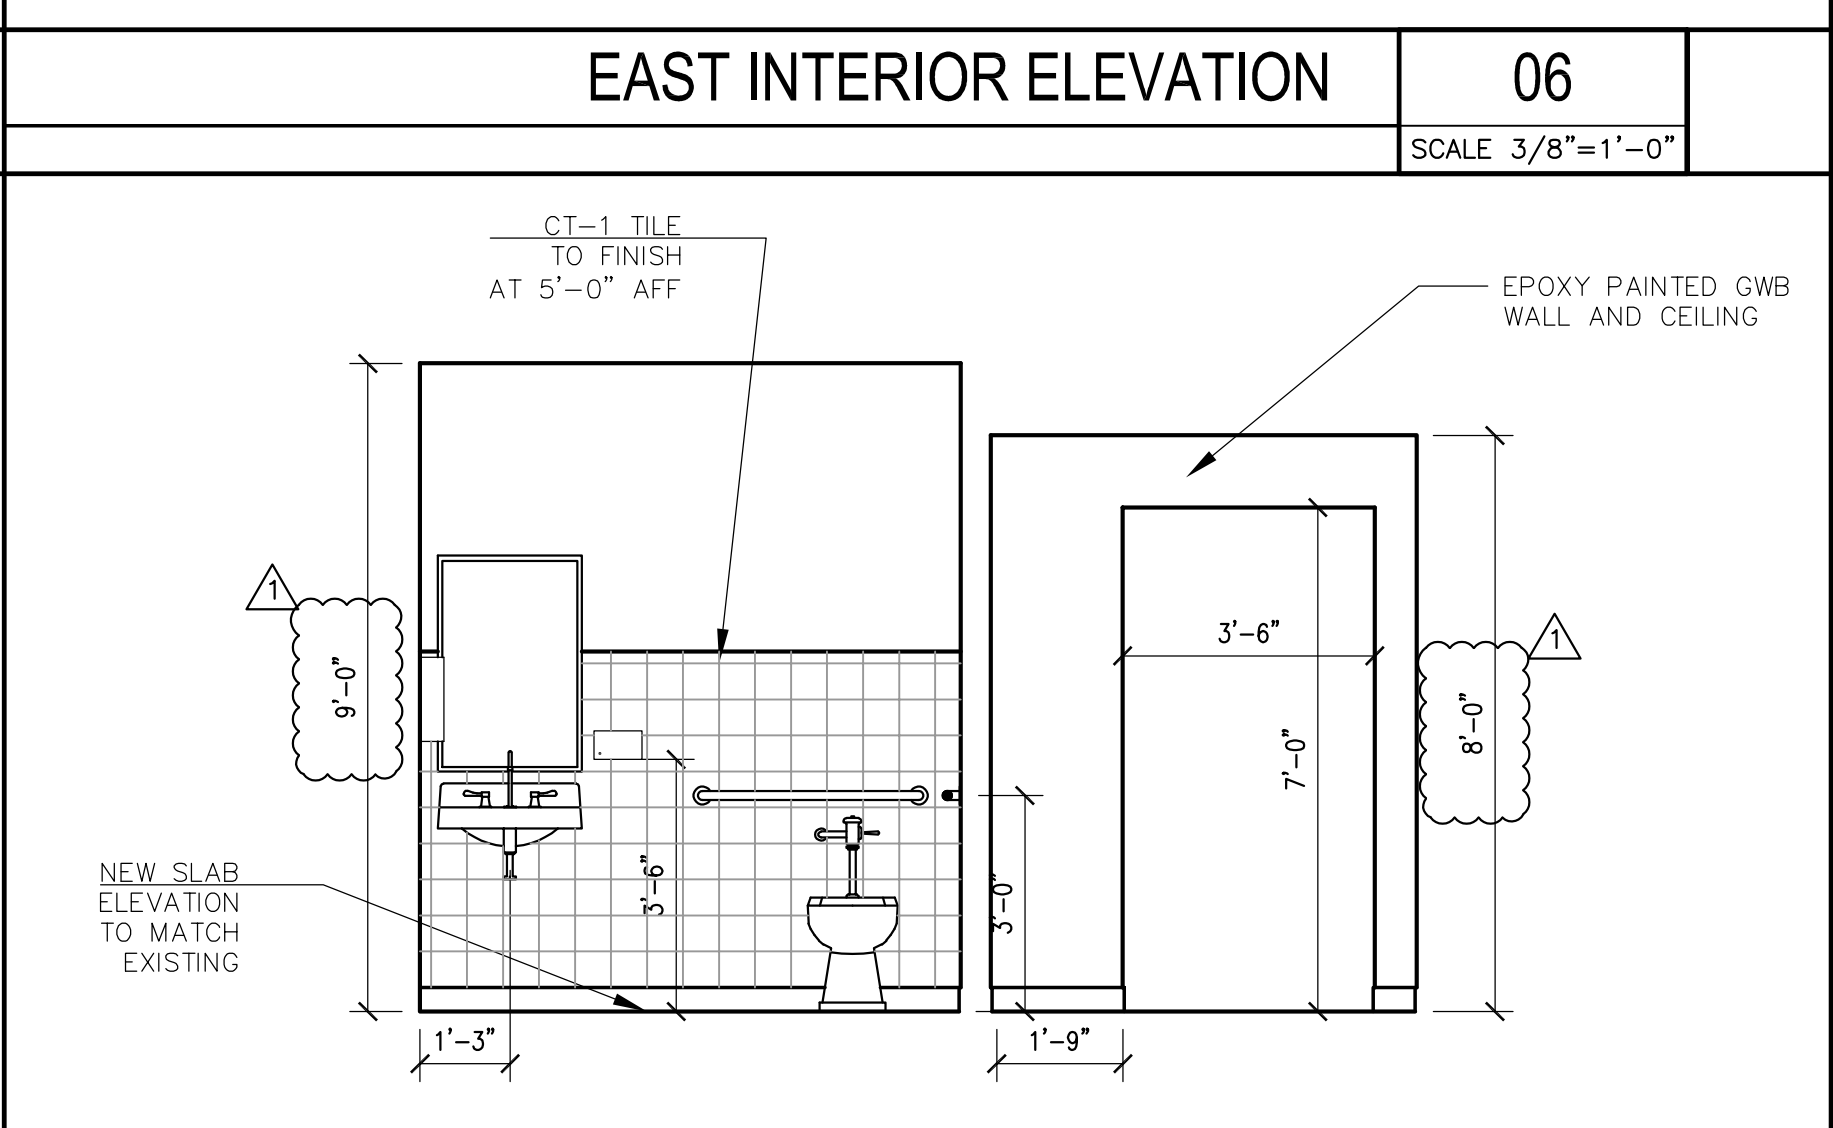 EAST INTERIOR ELEVATION
06
SCALE 3/8"=1'-0"
CT-1 TILE
TO FINISH
AT 5'-0" AFF
EPOXY PAINTED GWB
WALL AND CEILING
1
9'-0"
3'-6"
7'-0"
1
8'-0"
NEW SLAB
ELEVATION
TO MATCH
EXISTING
3'-6"
3'-0"
1'-3"
1'-9"